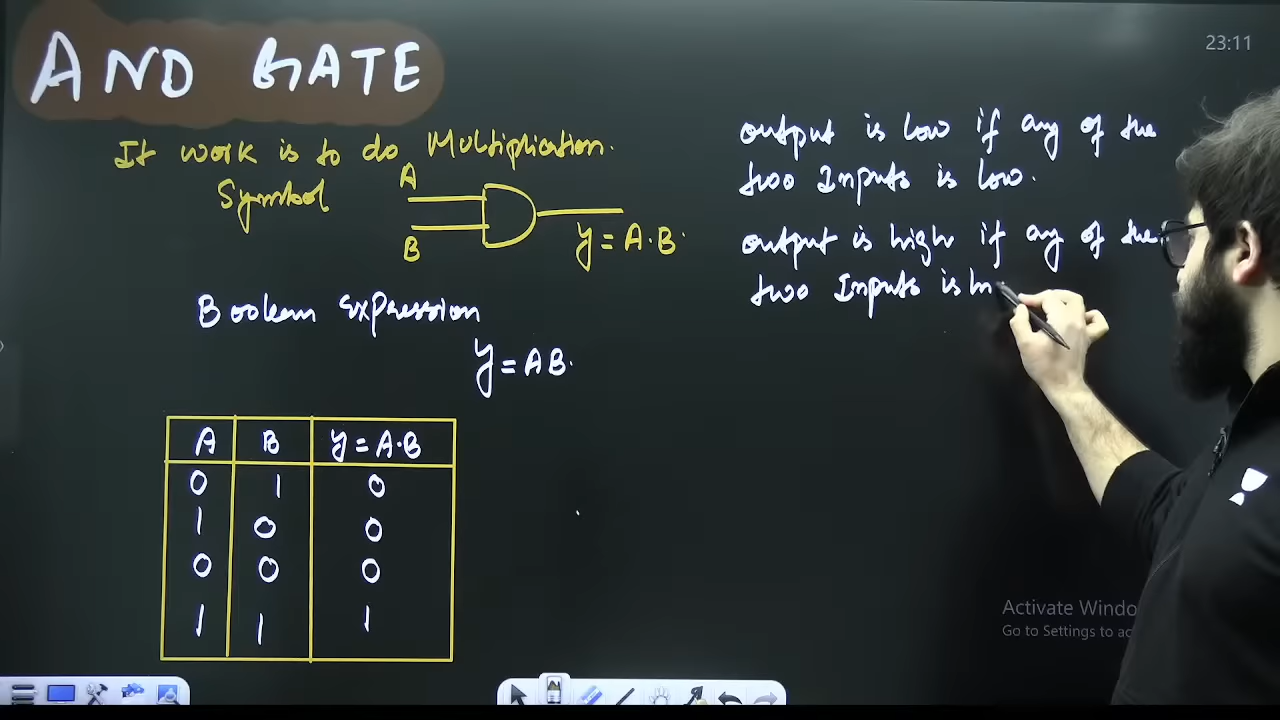 AND GATE
23:11
It work is to do Multiplication.
Symbol
A
B
y = A·B.
Boolean expression
y = AB.
A B y = A·B
0 1 0
1 0 0
0 0 0
1 1 1
output is low if any of the
two Inputs is low.
output is high if any of the
two Inputs is
Activate Windo
Go to Settings to ac